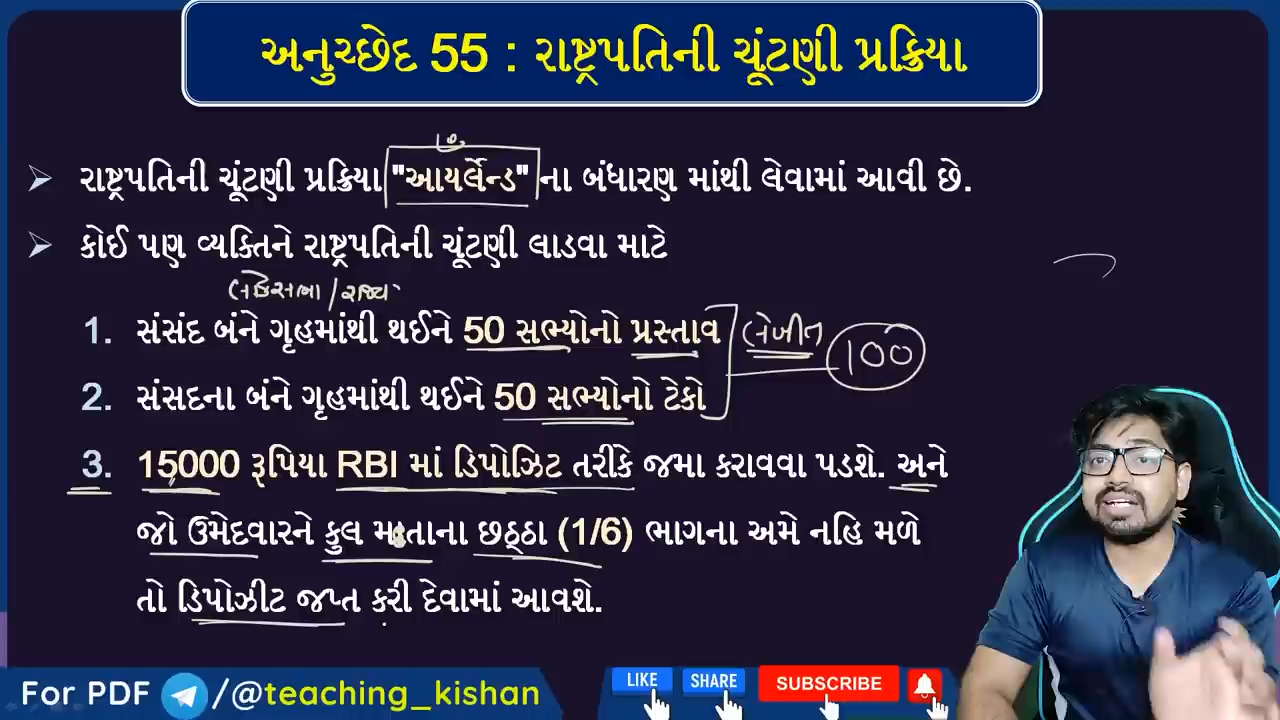 અનુચ્છેદ 55 : રાષ્ટ્રપતિની ચૂંટણી પ્રક્રિયા
➤ રાષ્ટ્રપતિની ચૂંટણી પ્રક્રિયા "આયર્લેન્ડ" ના બંધારણ માંથી લેવામાં આવી છે.
➤ કોઈ પણ વ્યક્તિને રાષ્ટ્રપતિની ચૂંટણી લાડવા માટે
લોકસભા / રાજ્ય
1. સંસંદ બંને ગૃહમાંથી થઈને 50 સભ્યોનો પ્રસ્તાવ
લેખીત 100
2. સંસદના બંને ગૃહમાંથી થઈને 50 સભ્યોનો ટેકો
3. 15000 રૂપિયા RBI માં ડિપોઝિટ તરીકે જમા કરાવવા પડશે. અને
જો ઉમેદવારને કુલ મતાના છઠ્ઠા (1/6) ભાગના અમે નહિ મળે
તો ડિપોઝીટ જપ્ત કરી દેવામાં આવશે.
For PDF /@teaching_kishan
LIKE SHARE SUBSCRIBE